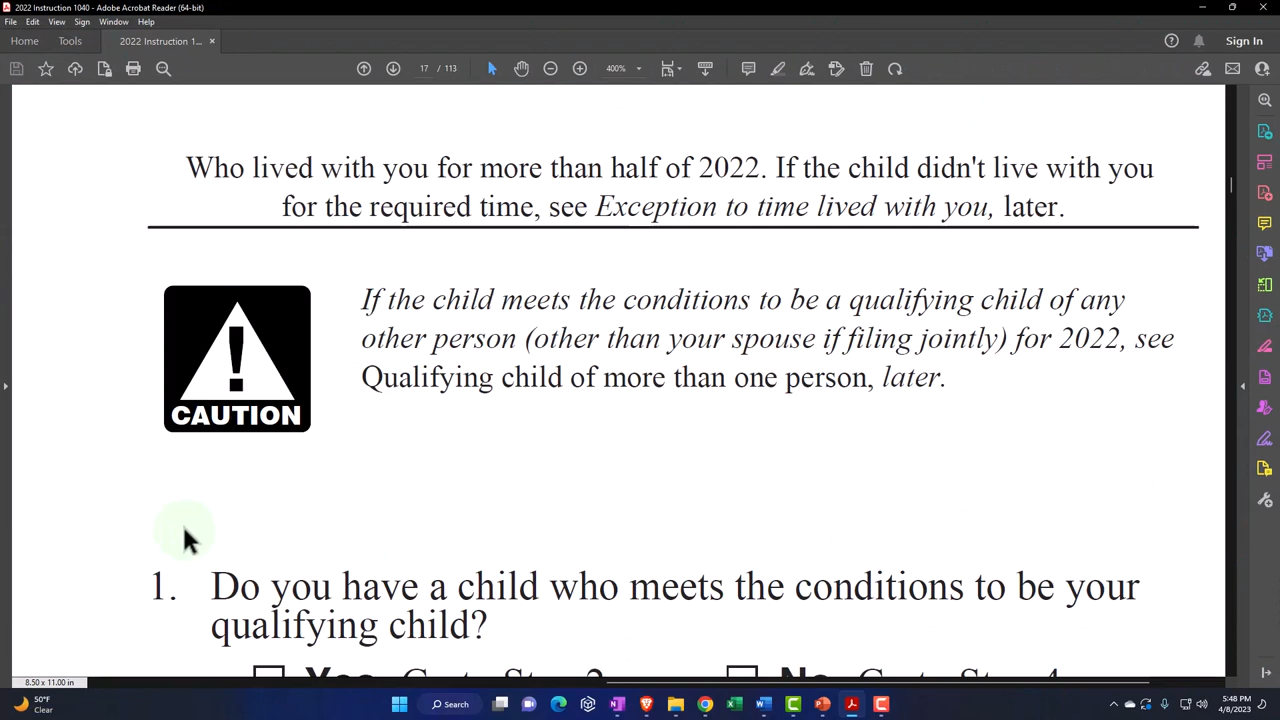 2022 Instruction 1040 - Adobe Acrobat Reader (64-bit)
File Edit View Sign Window Help
Home Tools 2022 Instruction 1... × Sign In
17 / 113 400%
Who lived with you for more than half of 2022. If the child didn't live with you
for the required time, see Exception to time lived with you, later.
CAUTION
If the child meets the conditions to be a qualifying child of any
other person (other than your spouse if filing jointly) for 2022, see
Qualifying child of more than one person, later.
1. Do you have a child who meets the conditions to be your
qualifying child?
8.50 x 11.00 in
50°F
Clear
Search
5:48 PM
4/8/2023